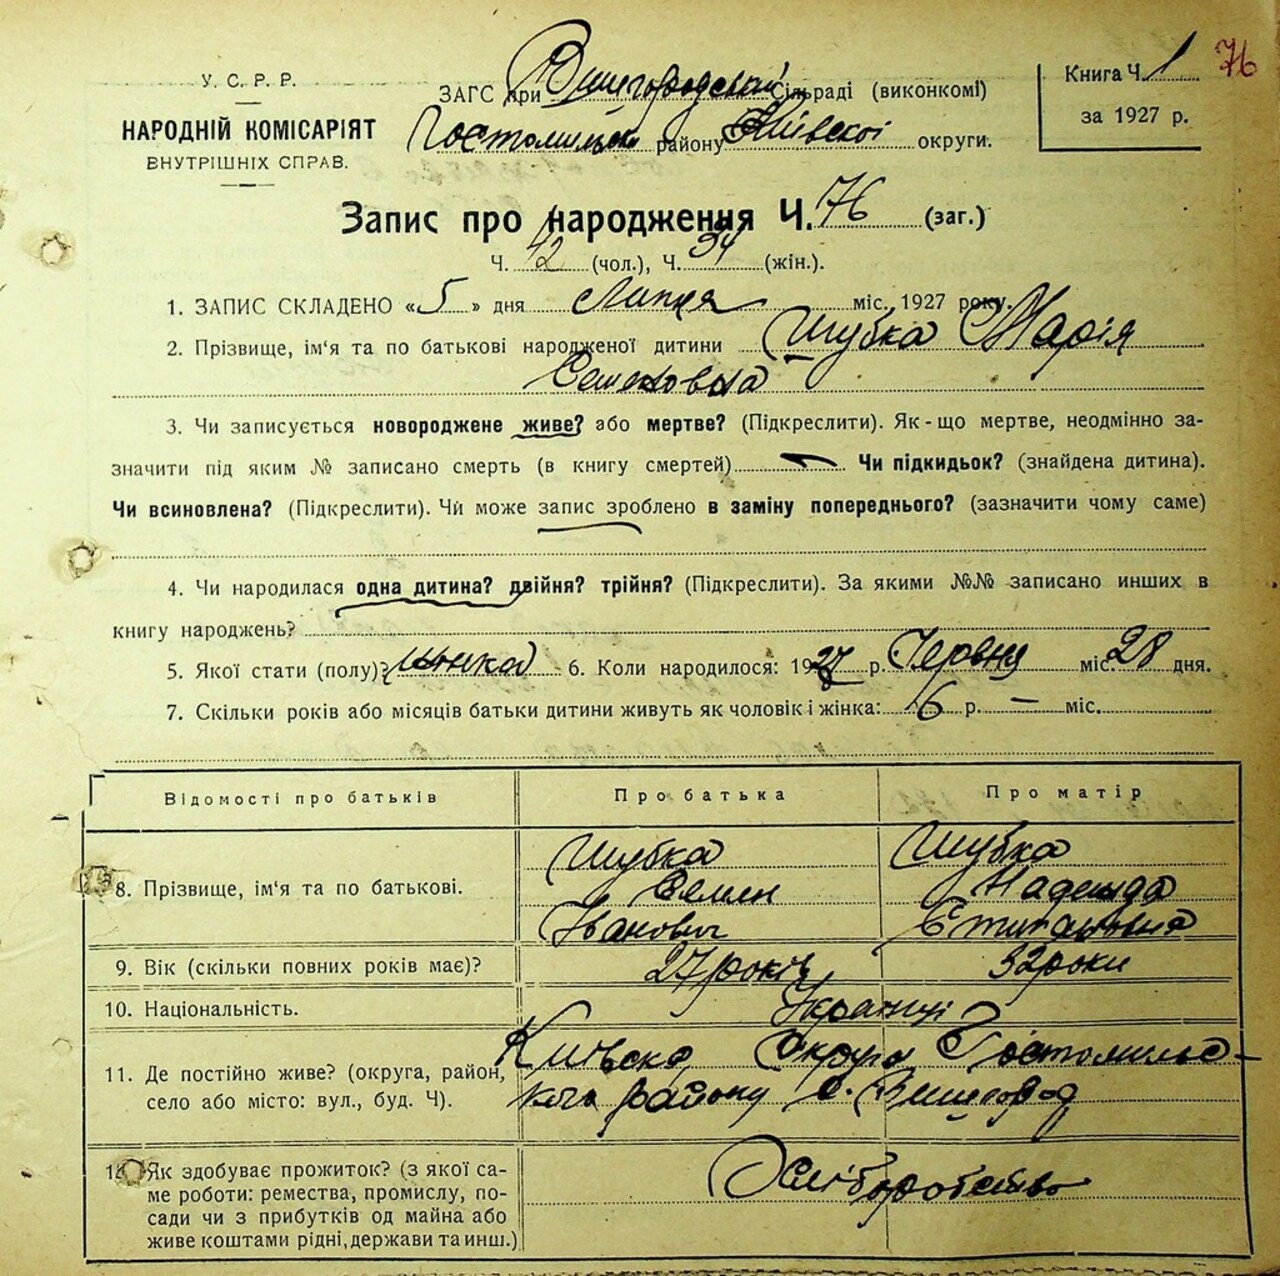 76
У. С. Р. Р.
НАРОДНІЙ КОМІСАРІЯТ
ВНУТРІШНІХ СПРАВ.
ЗАГС при Вишгородській Сільраді (виконкомі)
Гостомільськ району Київської округи.
Книга Ч. 1
за 1927 р.
Запис про народження Ч. 76 (заг.)
Ч. 42 (чол.), Ч. 34 (жін.).
1. ЗАПИС СКЛАДЕНО «5» дня Липця міс. 1927 року.
2. Прізвище, ім'я та по батькові народженої дитини Шубка Марія
Семеновна
3. Чи записується новороджене живе? або мертве? (Підкреслити). Як-що мертве, неодмінно за-
значити під яким № записано смерть (в книгу смертей) Чи підкидьок? (знайдена дитина).
Чи всиновлена? (Підкреслити). Чи може запис зроблено в заміну попереднього? (зазначити чому саме)
4. Чи народилася одна дитина? двійня? трійня? (Підкреслити). За якими №№ записано инших в
книгу народжень?
5. Якої стати (полу)? жінка 6. Коли народилося: 1927 р. Червня міс. 28 дня.
7. Скільки років або місяців батьки дитини живуть як чоловік і жінка: 6 р. — міс.
Відомості про батьків Про батька Про матір
8. Прізвище, ім'я та по батькові.
Шубка Шубка
Семен Надежда
Іванович Степановна
9. Вік (скільки повних років має)? 27 років 32 роки
10. Національність. Українці
11. Де постійно живе? (округа, район,
село або місто: вул., буд. Ч).
Київська округа Гостомильс-
кого району с. Вишгород
12. Як здобуває прожиток? (з якої са-
ме роботи: ремества, промислу, по-
сади чи з прибутків од майна або
живе коштами рідні, держави та инш.)
Хліборобство